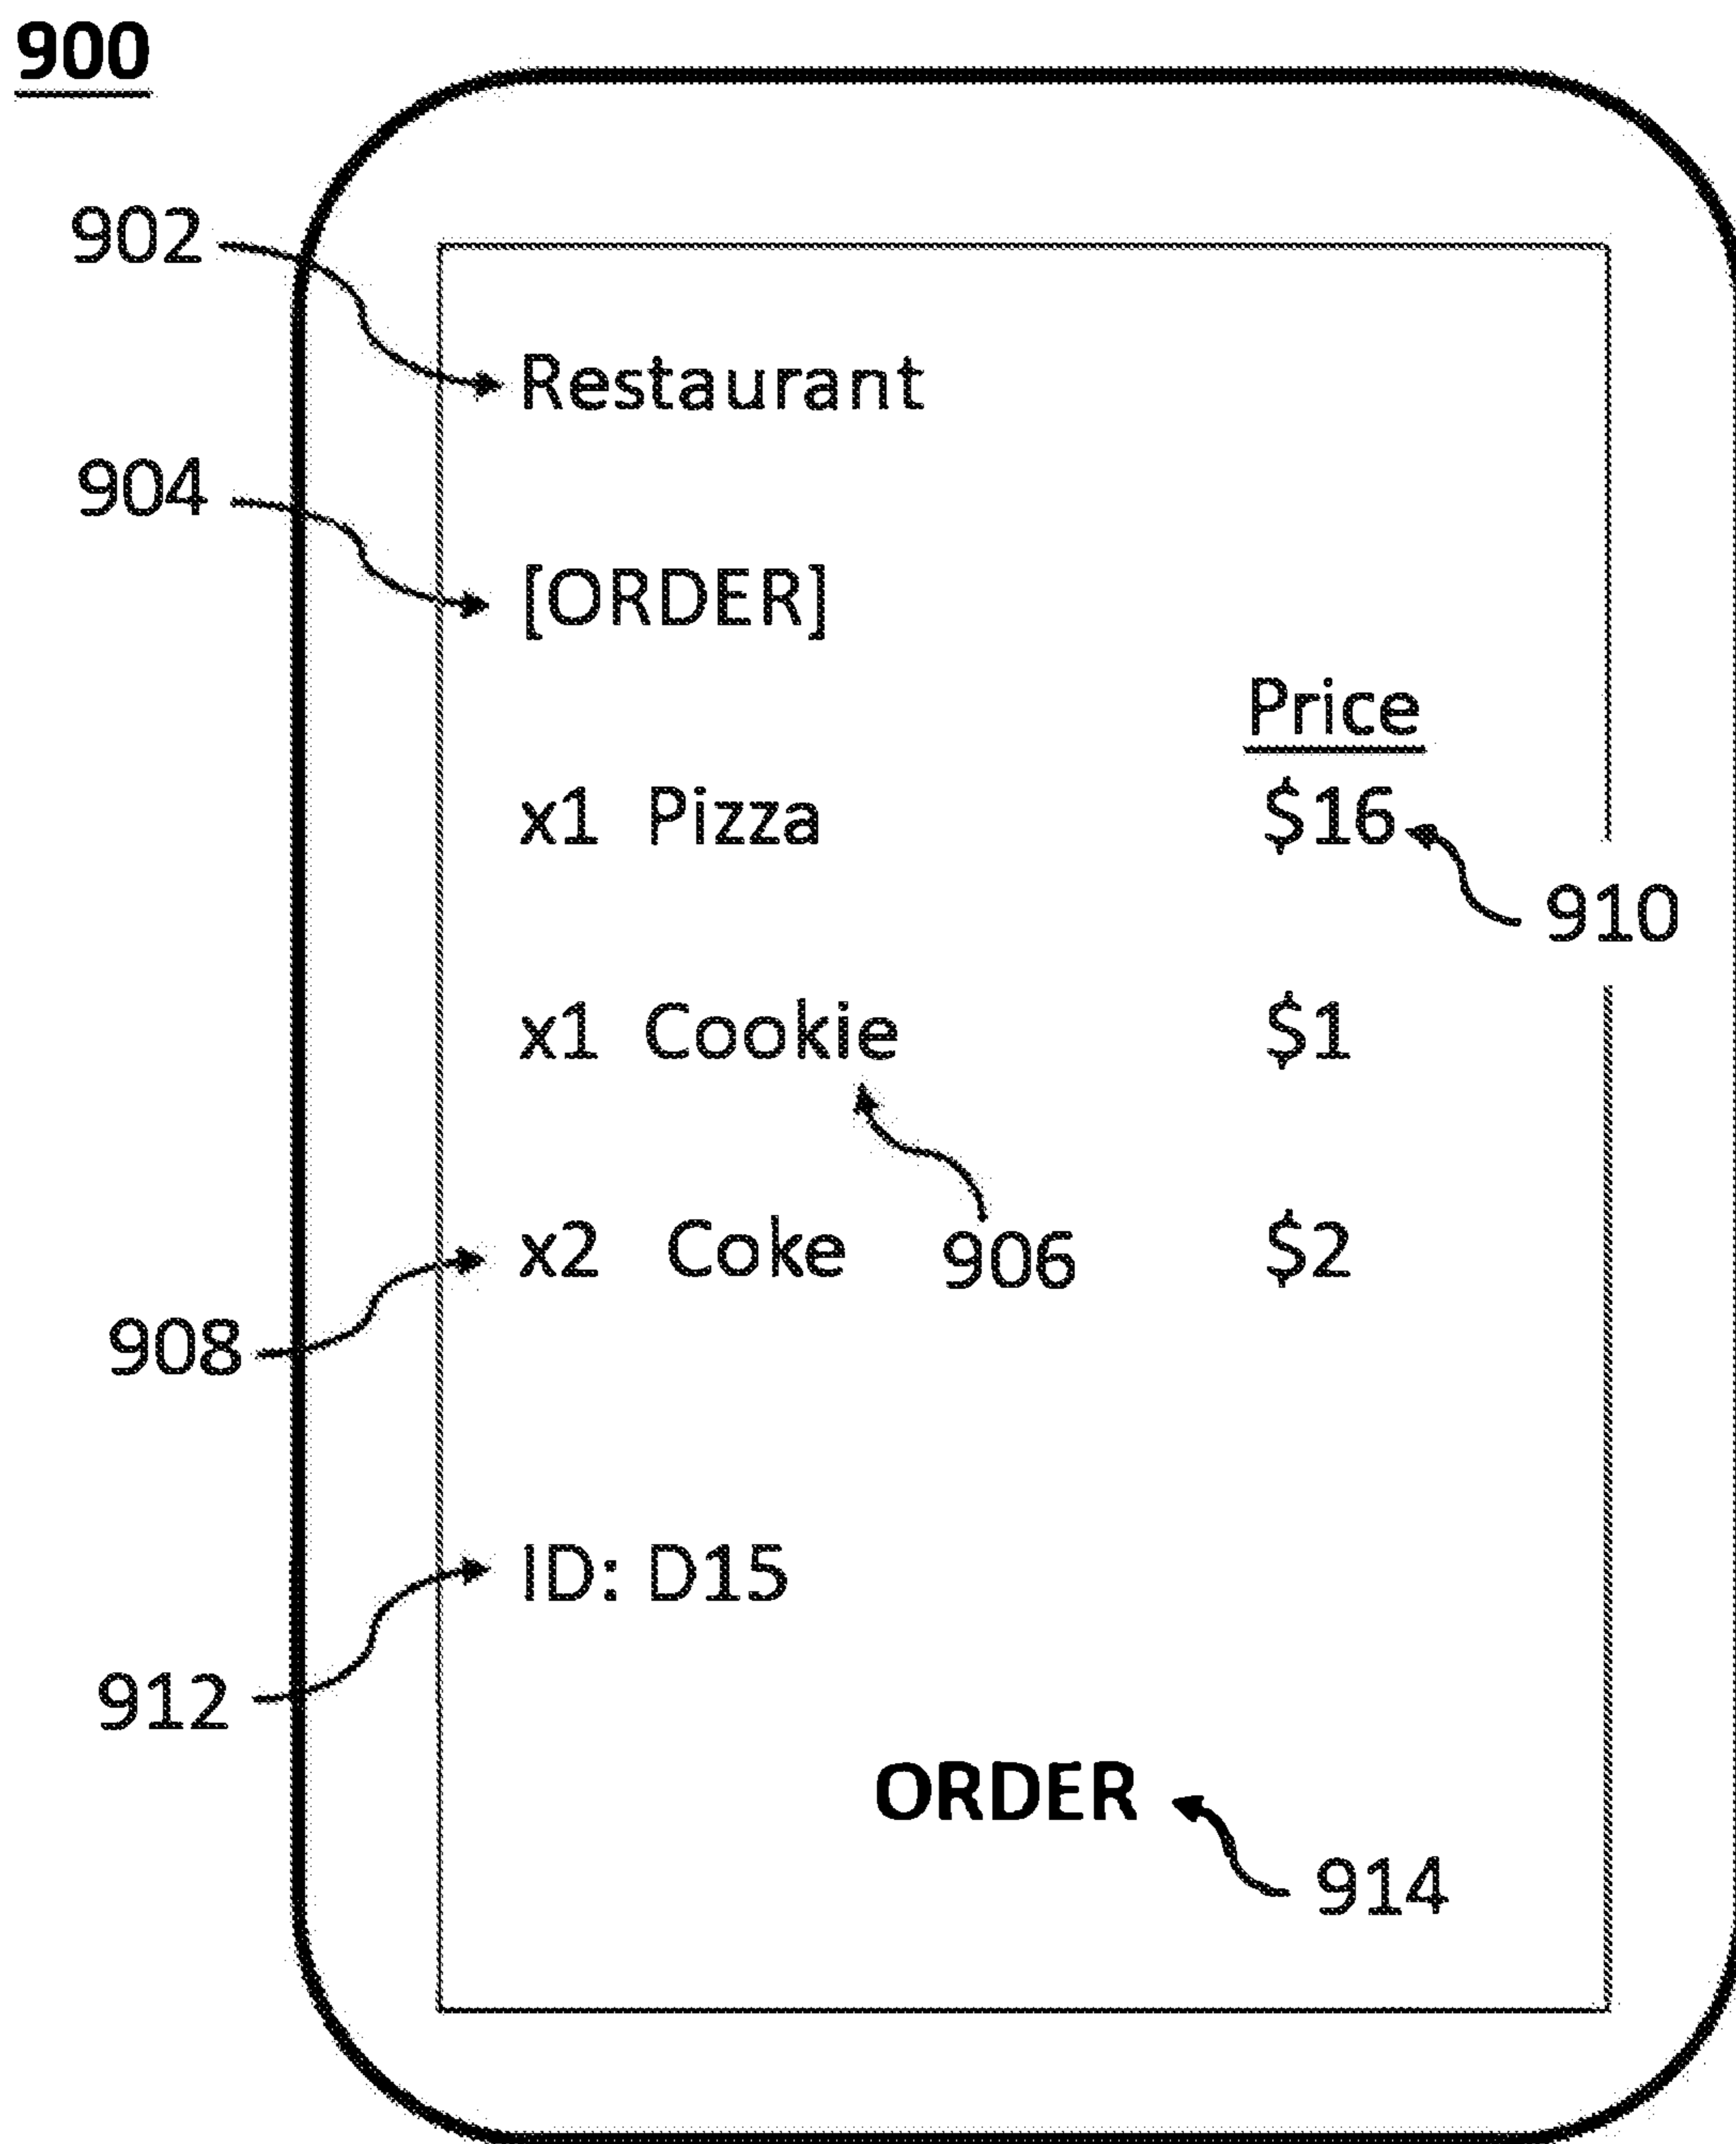 900
902
Restaurant
904
[ORDER]
Price
x1 Pizza $16
910
x1 Cookie $1
x2 Coke 906 $2
908
ID: D15
912
ORDER
914